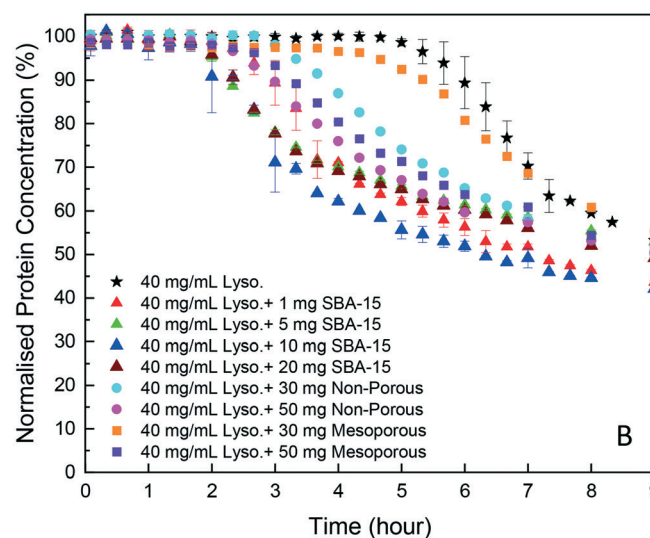 Normalised Protein Concentration (%)
100
90
80
70
60
50
40
30
20
10
0
40 mg/mL Lyso.
40 mg/mL Lyso.+ 1 mg SBA-15
40 mg/mL Lyso.+ 5 mg SBA-15
40 mg/mL Lyso.+ 10 mg SBA-15
40 mg/mL Lyso.+ 20 mg SBA-15
40 mg/mL Lyso.+ 30 mg Non-Porous
40 mg/mL Lyso.+ 50 mg Non-Porous
40 mg/mL Lyso.+ 30 mg Mesoporous
40 mg/mL Lyso.+ 50 mg Mesoporous
B
0 1 2 3 4 5 6 7 8
Time (hour)